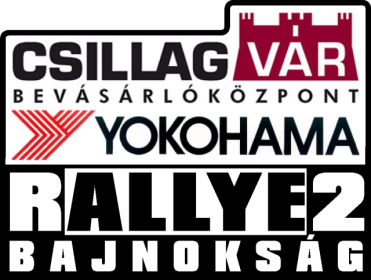 CSILLAG VÁR
BEVÁSÁRLÓKÖZPONT
YOKOHAMA
RALLYE2
BAJNOKSÁG